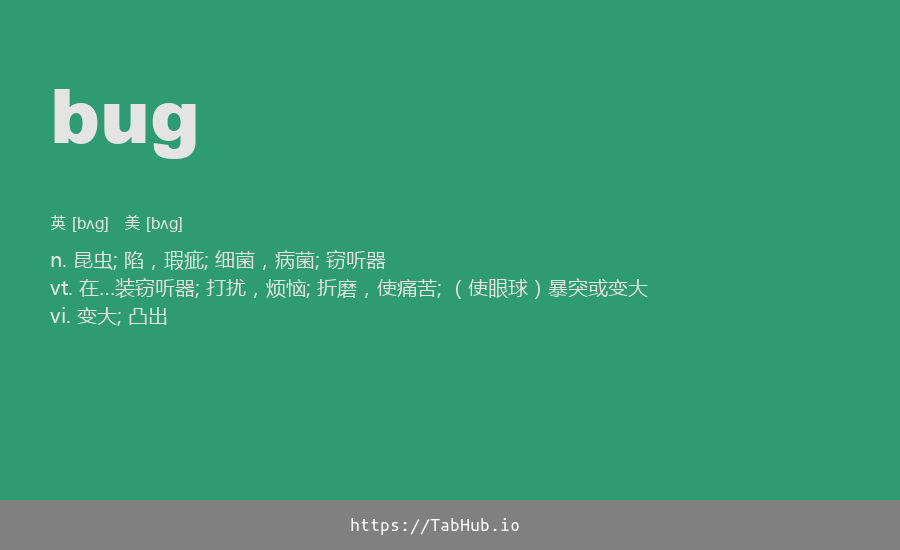 bug
英 [bʌg] 美 [bʌg]
n. 昆虫; 陷，瑕疵; 细菌，病菌; 窃听器
vt. 在…装窃听器; 打扰，烦恼; 折磨，使痛苦; （使眼球）暴突或变大
vi. 变大; 凸出
https://TabHub.io